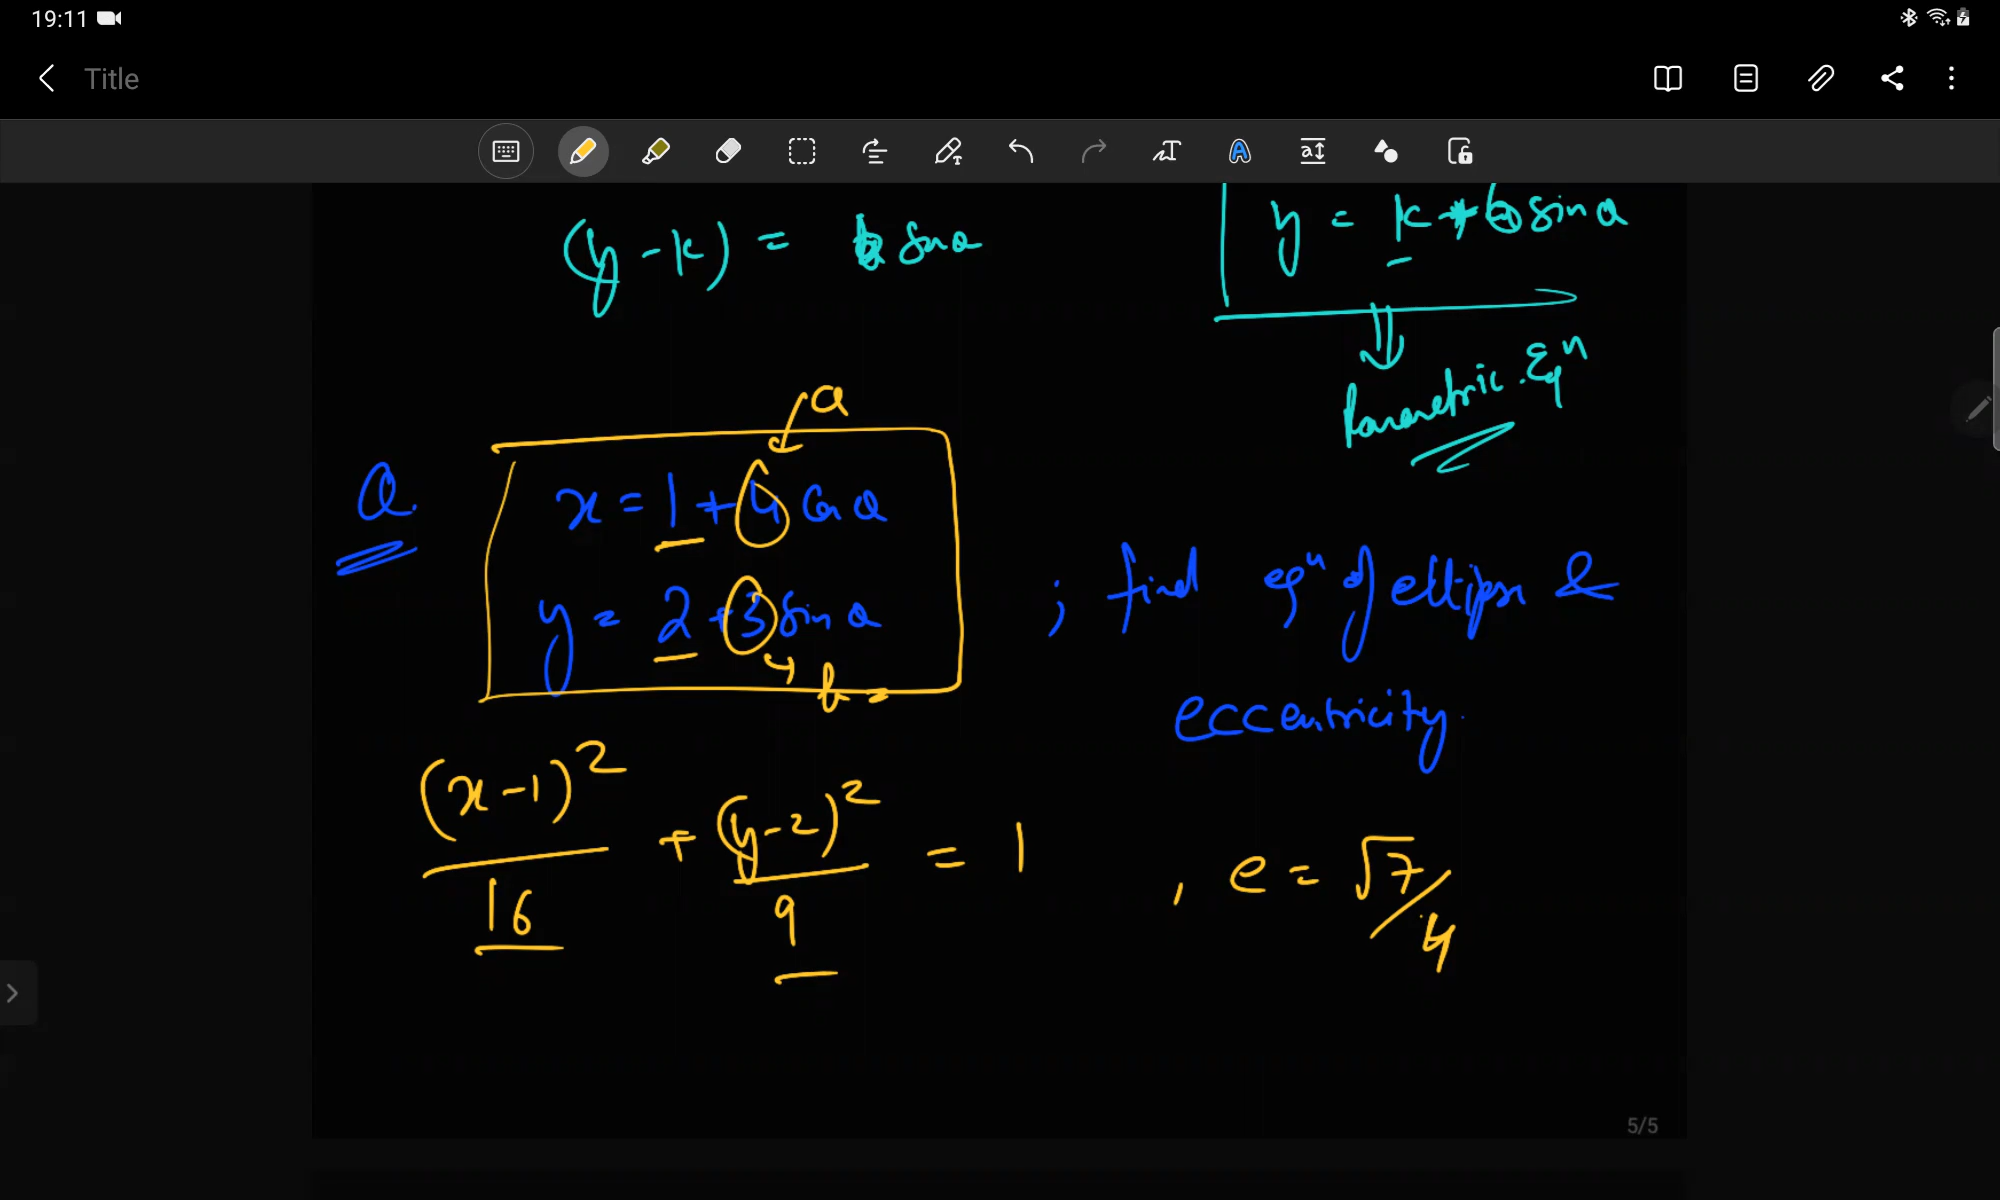 19:11
Title
(y-k) = b sin θ
y = k + b sin θ
Parametric Eqⁿ
a
Q.
x = 1 + 4 cos θ
y = 2 + 3 sin θ
b =
; find eqⁿ of ellipse &
eccentricity.
(x-1)²/16 + (y-2)²/9 = 1 , e = √7/4
5/5